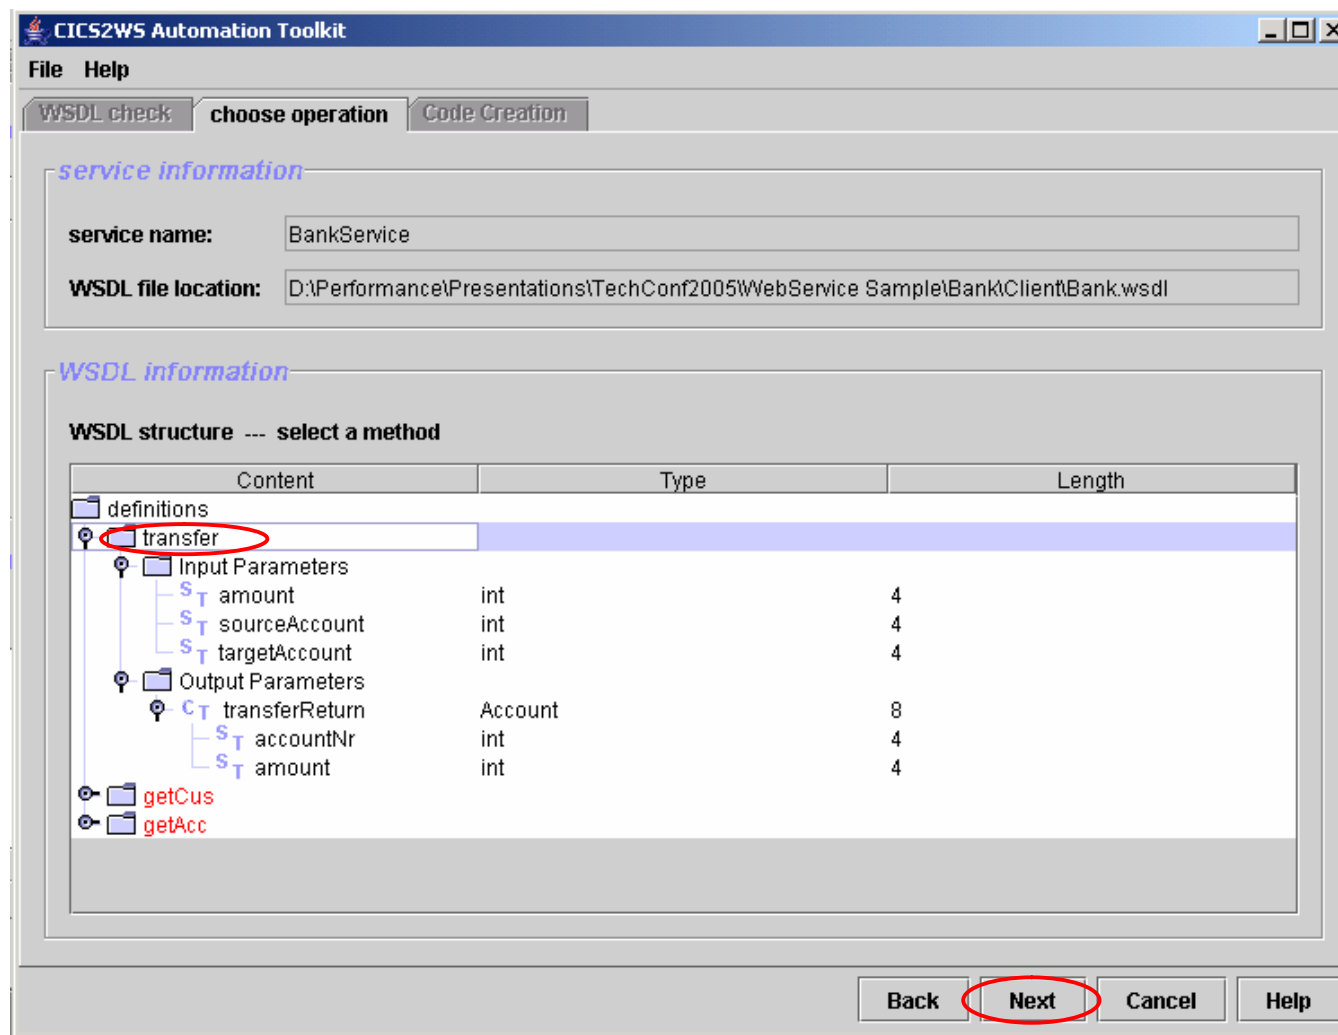 CICS2WS Automation Toolkit
File Help
WSDL check choose operation Code Creation
service information
service name: BankService
WSDL file location: D:\Performance\Presentations\TechConf2005\WebService Sample\Bank\Client\Bank.wsdl
WSDL information
WSDL structure --- select a method
Content Type Length
definitions
transfer
Input Parameters
S T amount int 4
S T sourceAccount int 4
S T targetAccount int 4
Output Parameters
C T transferReturn Account 8
S T accountNr int 4
S T amount int 4
getCus
getAcc
Back Next Cancel Help